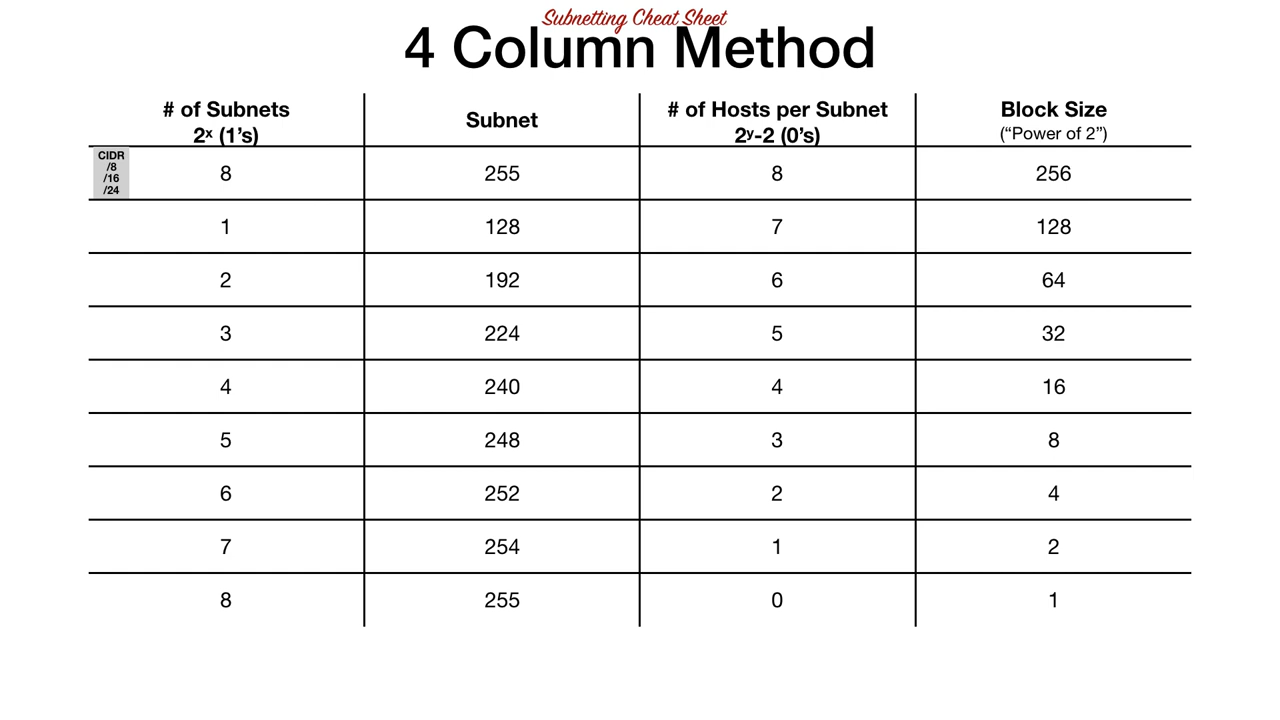 Subnetting Cheat Sheet
4 Column Method
# of Subnets
2ˣ (1's)
Subnet
# of Hosts per Subnet
2ʸ-2 (0's)
Block Size
("Power of 2")
CIDR
/8
/16
/24
8 255 8 256
1 128 7 128
2 192 6 64
3 224 5 32
4 240 4 16
5 248 3 8
6 252 2 4
7 254 1 2
8 255 0 1